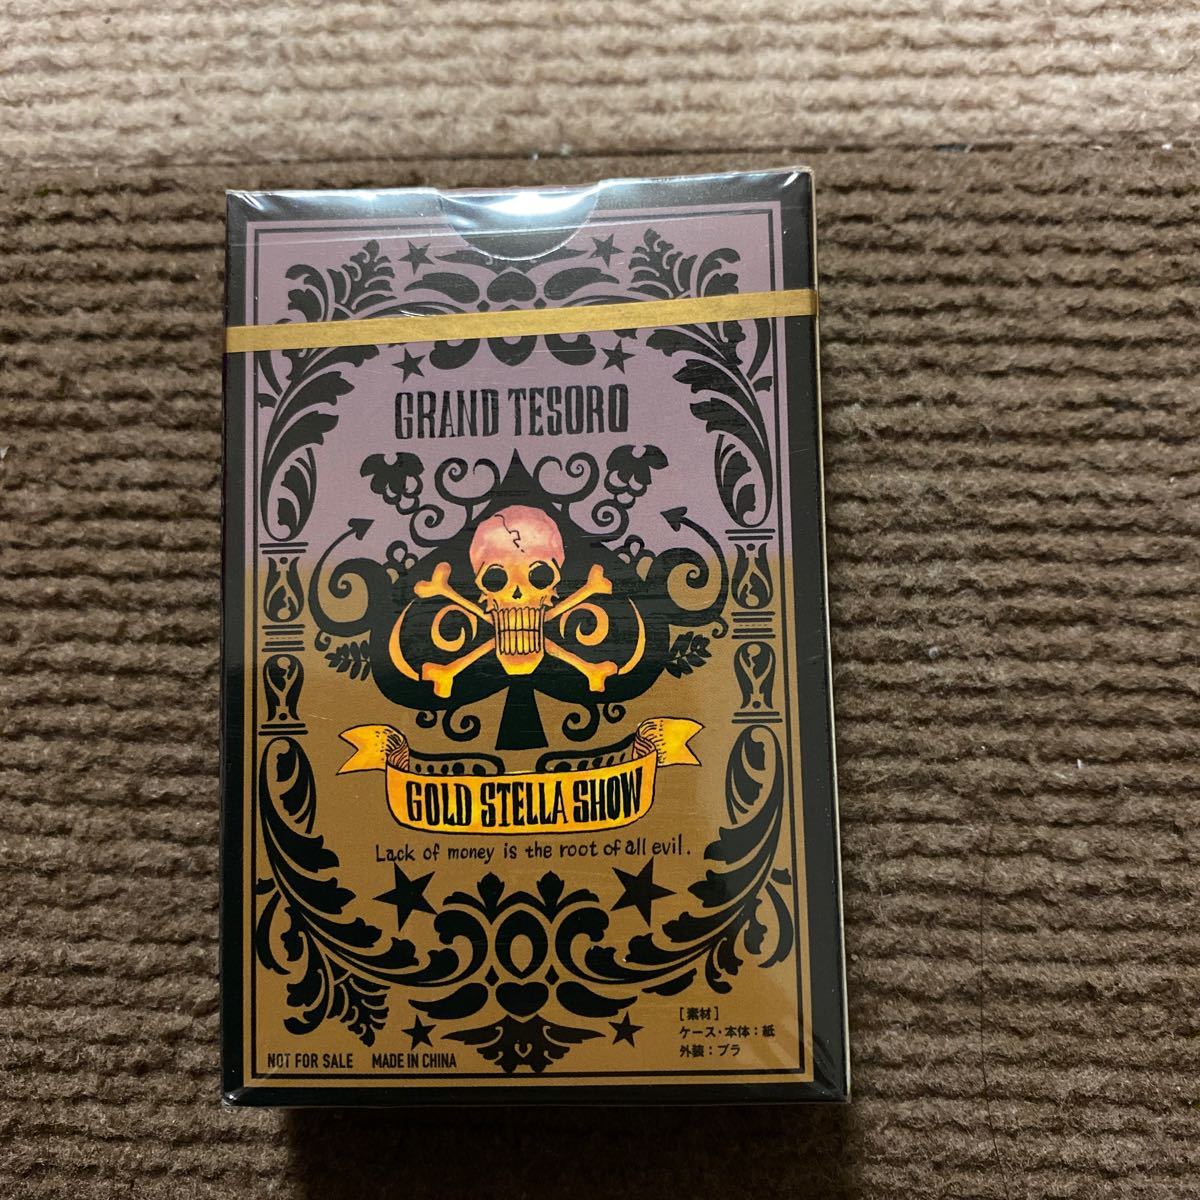 GRAND TESORO
GOLD STELLA SHOW
Lack of money is the root of all evil.
[素材]
ケース・本体：紙
外装：プラ
NOT FOR SALE MADE IN CHINA